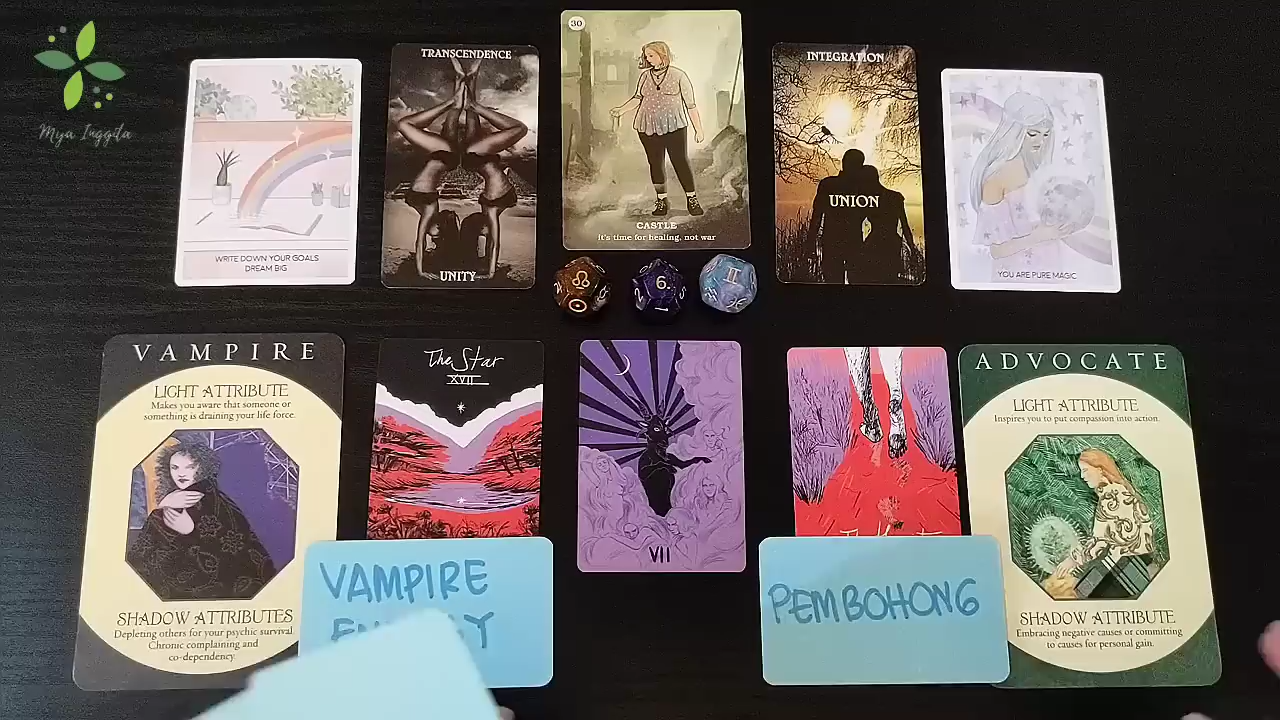 Mya Inggita
WRITE DOWN YOUR GOALS
DREAM BIG
TRANSCENDENCE
UNITY
30
CASTLE
it's time for healing, not war
INTEGRATION
UNION
YOU ARE PURE MAGIC
6.
1
VAMPIRE
LIGHT ATTRIBUTE
Makes you aware that someone or
something is draining your life force.
SHADOW ATTRIBUTES
Depleting others for your psychic survival.
Chronic complaining and
co-dependency.
The Star
XVII
VII
ADVOCATE
LIGHT ATTRIBUTE
Inspires you to put compassion into action.
SHADOW ATTRIBUTE
Embracing negative causes or committing
to causes for personal gain.
VAMPIRE
PEMBOHONG